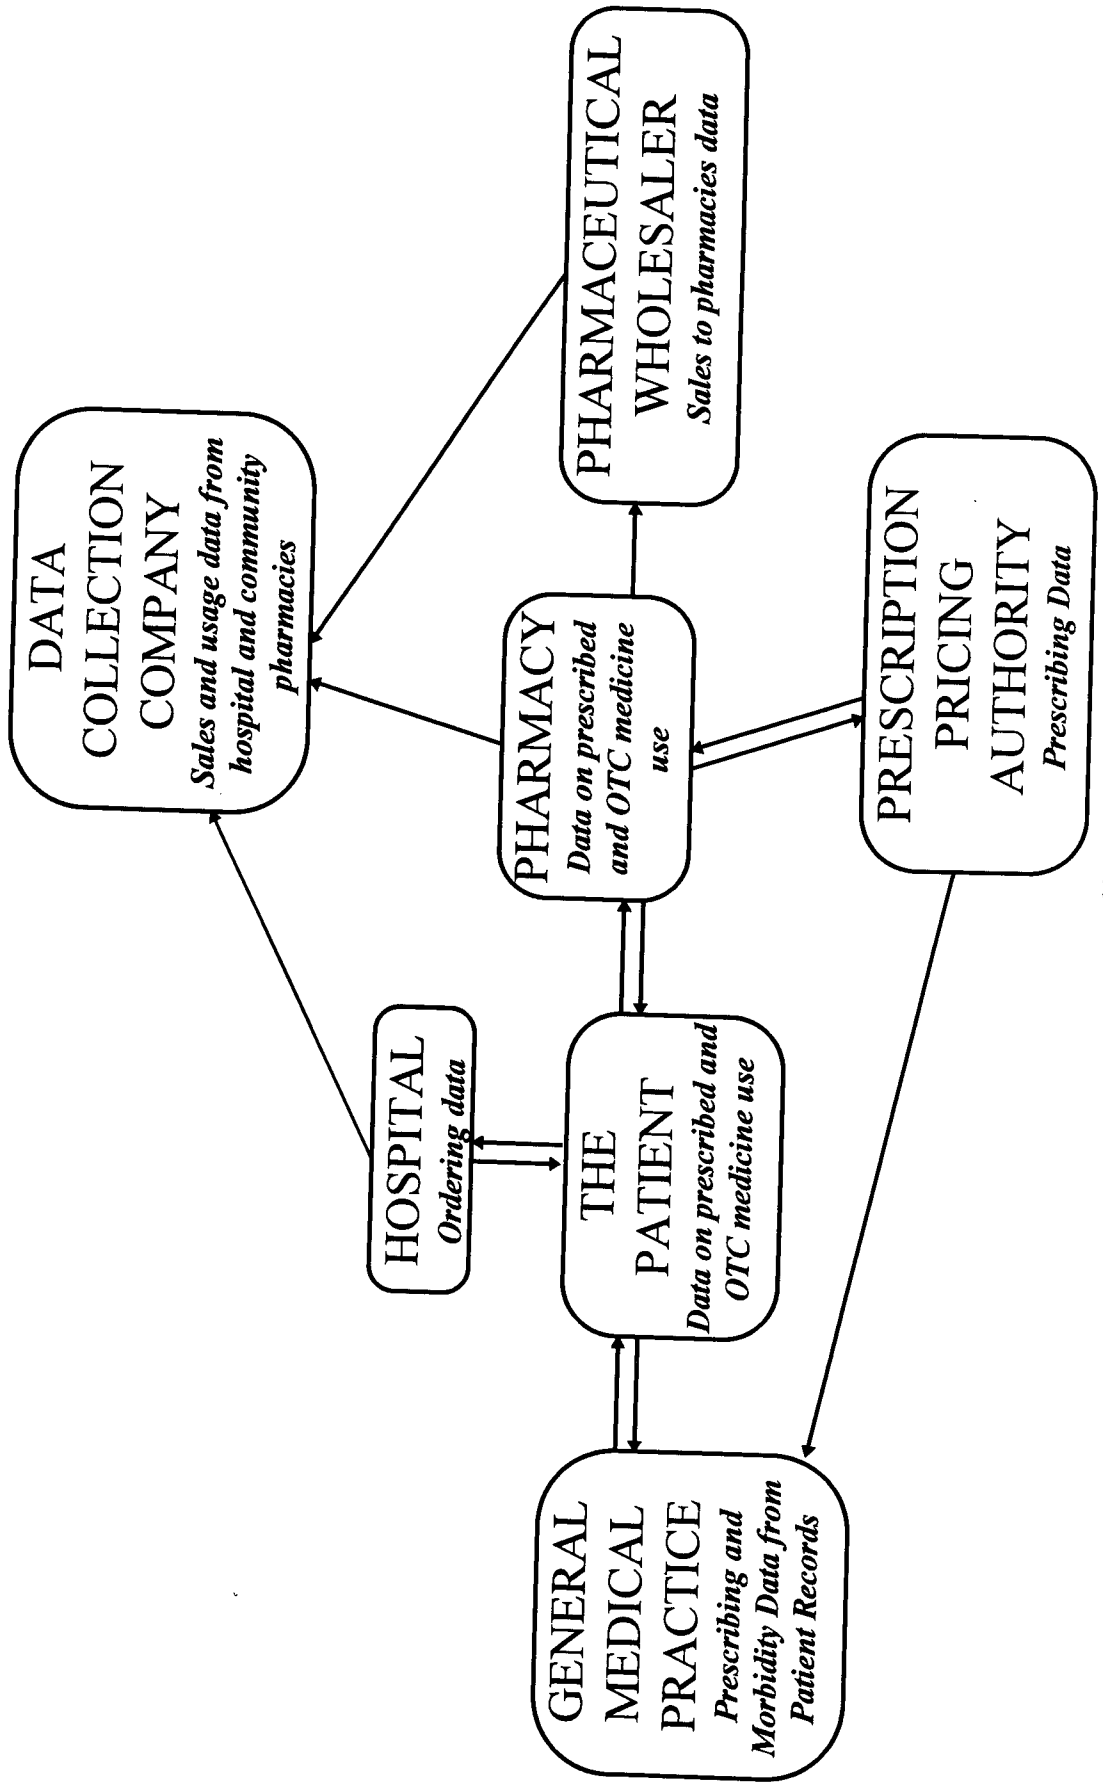 DATA
COLLECTION
COMPANY
Sales and usage data from
hospital and community
pharmacies
HOSPITAL
Ordering data
GENERAL
MEDICAL
PRACTICE
Prescribing and
Morbidity Data from
Patient Records
THE
PATIENT
Data on prescribed and
OTC medicine use
PHARMACY
Data on prescribed
and OTC medicine
use
PHARMACEUTICAL
WHOLESALER
Sales to pharmacies data
PRESCRIPTION
PRICING
AUTHORITY
Prescribing Data